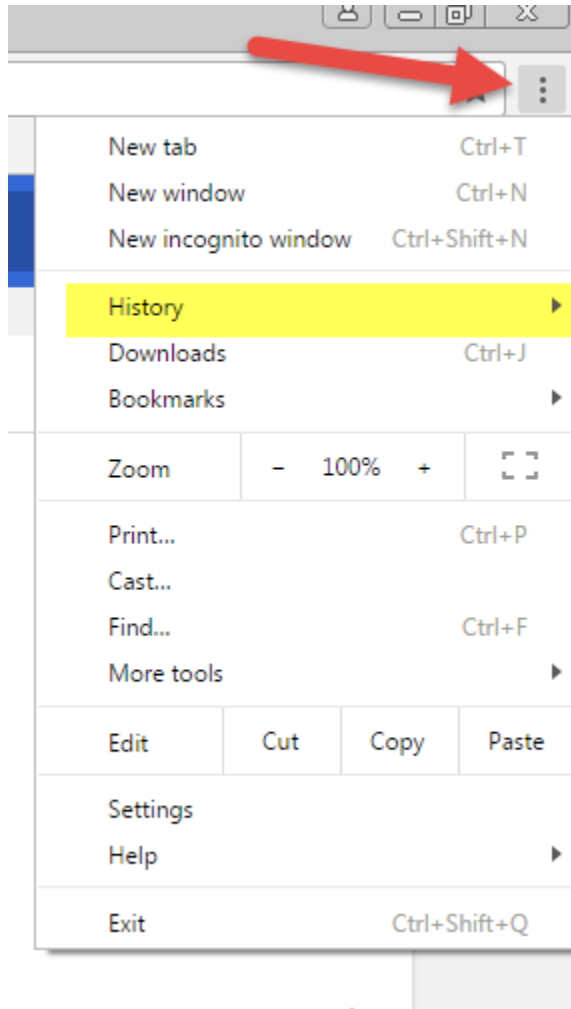 New tab Ctrl+T
New window Ctrl+N
New incognito window Ctrl+Shift+N
History
Downloads Ctrl+J
Bookmarks
Zoom - 100% +
Print... Ctrl+P
Cast...
Find... Ctrl+F
More tools
Edit Cut Copy Paste
Settings
Help
Exit Ctrl+Shift+Q